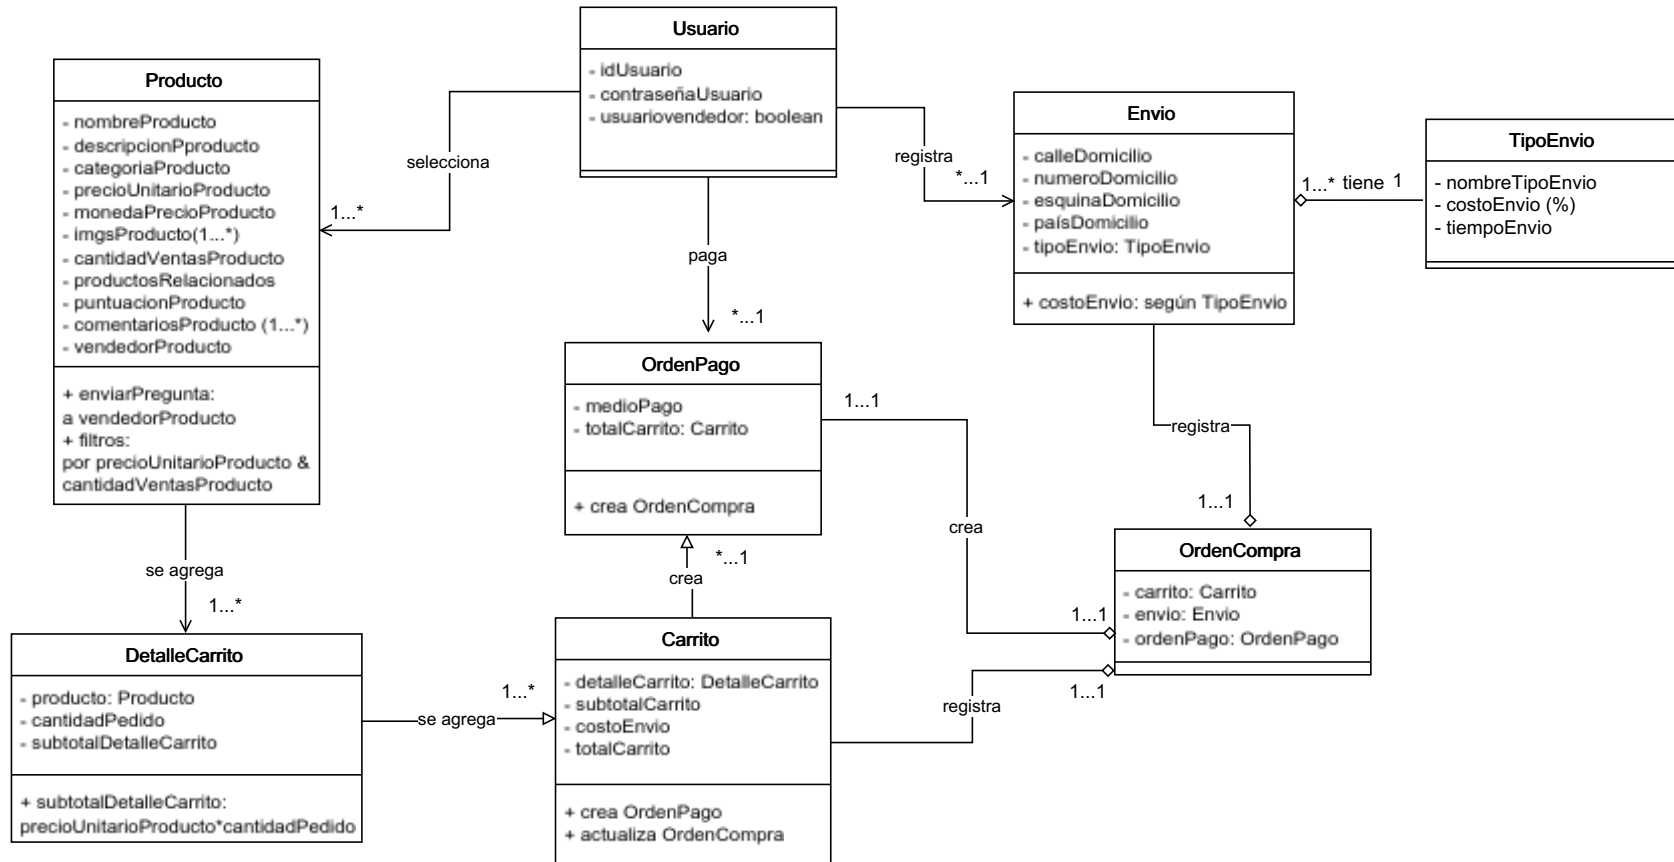 Usuario
- idUsuario
- contraseñaUsuario
- usuariovendedor: boolean
Producto
- nombreProducto
- descripcionPproducto
- categoriaProducto
- precioUnitarioProducto
- monedaPrecioProducto
- imgsProducto(1...*)
- cantidadVentasProducto
- productosRelacionados
- puntuacionProducto
- comentariosProducto (1...*)
- vendedorProducto
+ enviarPregunta:
a vendedorProducto
+ filtros:
por precioUnitarioProducto &
cantidadVentasProducto
selecciona
1...*
registra
*...1
Envio
- calleDomicilio
- numeroDomicilio
- esquinaDomicilio
- paísDomicilio
- tipoEnvio: TipoEnvio
+ costoEnvio: según TipoEnvio
1...* tiene 1
TipoEnvio
- nombreTipoEnvio
- costoEnvio (%)
- tiempoEnvio
paga
*...1
OrdenPago
- medioPago
- totalCarrito: Carrito
+ crea OrdenCompra
1...1
crea
1...1
registra
1...1
OrdenCompra
- carrito: Carrito
- envio: Envio
- ordenPago: OrdenPago
se agrega
1...*
DetalleCarrito
- producto: Producto
- cantidadPedido
- subtotalDetalleCarrito
+ subtotalDetalleCarrito:
precioUnitarioProducto*cantidadPedido
se agrega
1...*
*...1
crea
Carrito
- detalleCarrito: DetalleCarrito
- subtotalCarrito
- costoEnvio
- totalCarrito
+ crea OrdenPago
+ actualiza OrdenCompra
registra
1...1